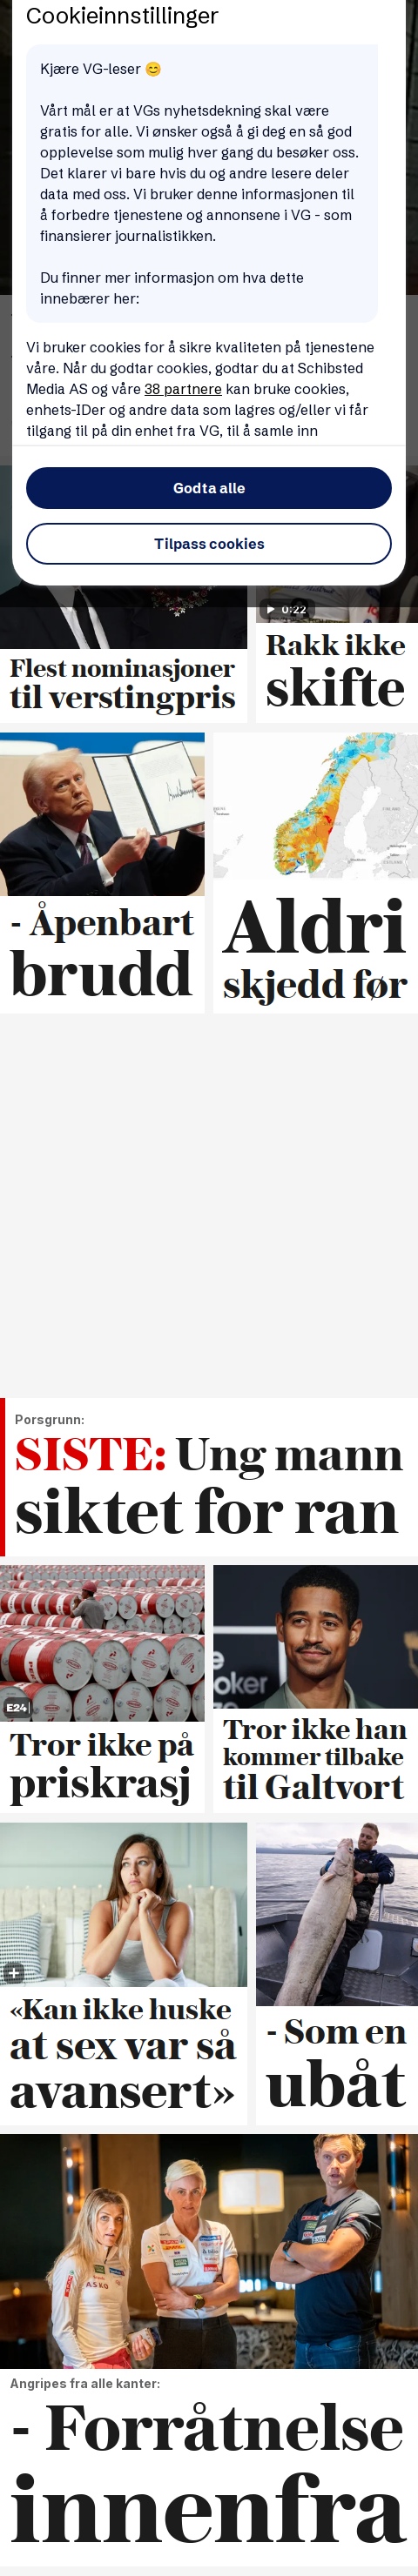 Cookieinnstillinger
Kjære VG-leser 😊
Vårt mål er at VGs nyhetsdekning skal være
gratis for alle. Vi ønsker også å gi deg en så god
opplevelse som mulig hver gang du besøker oss.
Det klarer vi bare hvis du og andre lesere deler
data med oss. Vi bruker denne informasjonen til
å forbedre tjenestene og annonsene i VG - som
finansierer journalistikken.
Du finner mer informasjon om hva dette
innebærer her:
Vi bruker cookies for å sikre kvaliteten på tjenestene
våre. Når du godtar cookies, godtar du at Schibsted
Media AS og våre 38 partnere kan bruke cookies,
enhets-IDer og andre data som lagres og/eller vi får
tilgang til på din enhet fra VG, til å samle inn
Godta alle
Tilpass cookies
0:22
Flest nominasjoner
til verstingpris
Rakk ikke
skifte
- Åpenbart
brudd
Aldri
skjedd før
Porsgrunn:
SISTE: Ung mann
siktet for ran
E24
Tror ikke på
priskrasj
Tror ikke han
kommer tilbake
til Galtvort
«Kan ikke huske
at sex var så
avansert»
- Som en
ubåt
Angripes fra alle kanter:
- Forråtnelse
innenfra